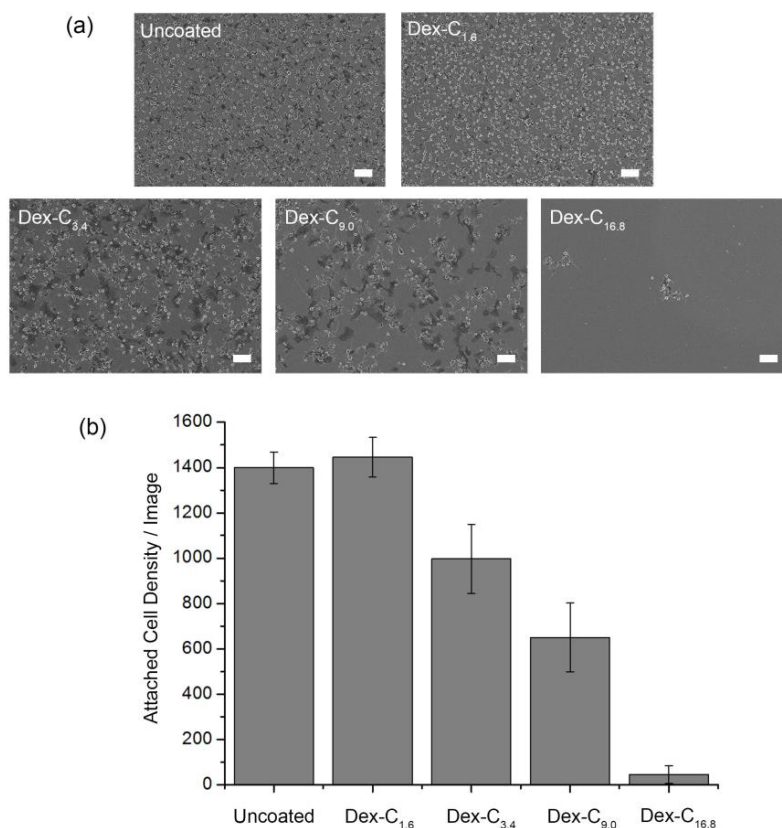 (a)
Uncoated
Dex-C1.6
Dex-C3.4
Dex-C9.0
Dex-C16.8
(b)
Attached Cell Density / Image
1600
1400
1200
1000
800
600
400
200
0
Uncoated Dex-C1.6 Dex-C3.4 Dex-C9.0 Dex-C16.8